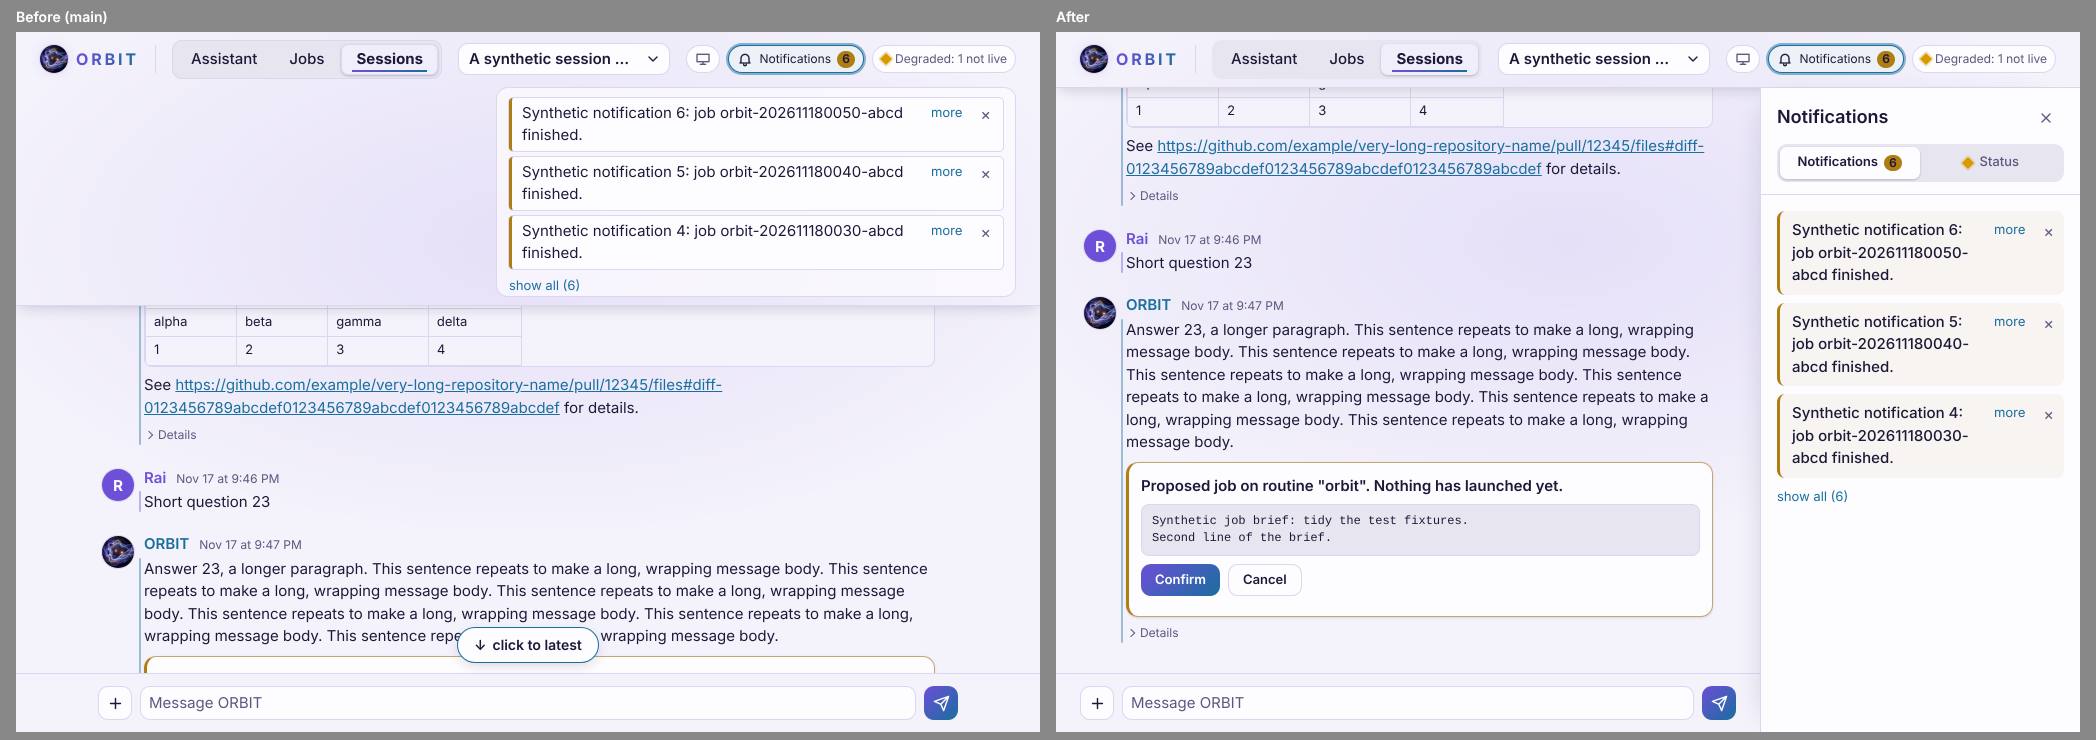 Before (main)
ORBIT
Assistant
Jobs
Sessions
A synthetic session ...
Notifications 6
Degraded: 1 not live
Synthetic notification 6: job orbit-202611180050-abcd
finished.
more ×
Synthetic notification 5: job orbit-202611180040-abcd
finished.
more ×
Synthetic notification 4: job orbit-202611180030-abcd
finished.
more ×
show all (6)
alpha beta gamma delta
1 2 3 4
See https://github.com/example/very-long-repository-name/pull/12345/files#diff-
0123456789abcdef0123456789abcdef0123456789abcdef for details.
Details
R
Rai Nov 17 at 9:46 PM
Short question 23
ORBIT Nov 17 at 9:47 PM
Answer 23, a longer paragraph. This sentence repeats to make a long, wrapping message body. This sentence
repeats to make a long, wrapping message body. This sentence repeats to make a long, wrapping message
body. This sentence repeats to make a long, wrapping message body. This sentence repeats to make a long,
wrapping message body. This sentence repe
wrapping message body.
↓ click to latest
+ Message ORBIT
After
ORBIT
Assistant
Jobs
Sessions
A synthetic session ...
Notifications 6
Degraded: 1 not live
1 2 3 4
See https://github.com/example/very-long-repository-name/pull/12345/files#diff-
0123456789abcdef0123456789abcdef0123456789abcdef for details.
Details
R
Rai Nov 17 at 9:46 PM
Short question 23
ORBIT Nov 17 at 9:47 PM
Answer 23, a longer paragraph. This sentence repeats to make a long, wrapping
message body. This sentence repeats to make a long, wrapping message body.
This sentence repeats to make a long, wrapping message body. This sentence
repeats to make a long, wrapping message body. This sentence repeats to make a
long, wrapping message body. This sentence repeats to make a long, wrapping
message body.
Proposed job on routine "orbit". Nothing has launched yet.
Synthetic job brief: tidy the test fixtures.
Second line of the brief.
Confirm
Cancel
Details
+ Message ORBIT
Notifications ×
Notifications 6
Status
Synthetic notification 6:
job orbit-202611180050-
abcd finished.
more ×
Synthetic notification 5:
job orbit-202611180040-
abcd finished.
more ×
Synthetic notification 4:
job orbit-202611180030-
abcd finished.
more ×
show all (6)